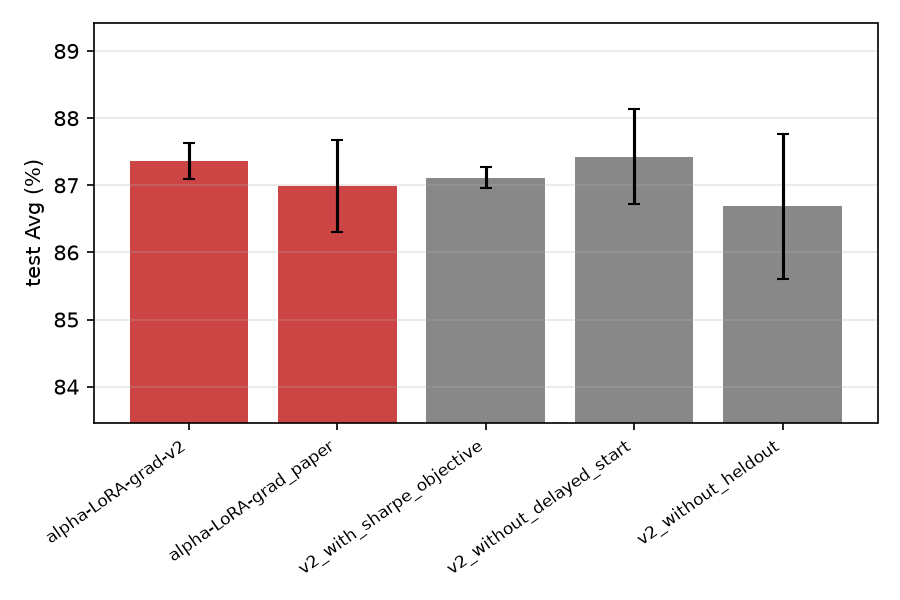 89
88
87
86
85
84
test Avg (%)
alpha-LoRA-grad-v2
alpha-LoRA-grad_paper
v2_with_sharpe_objective
v2_without_delayed_start
v2_without_heldout